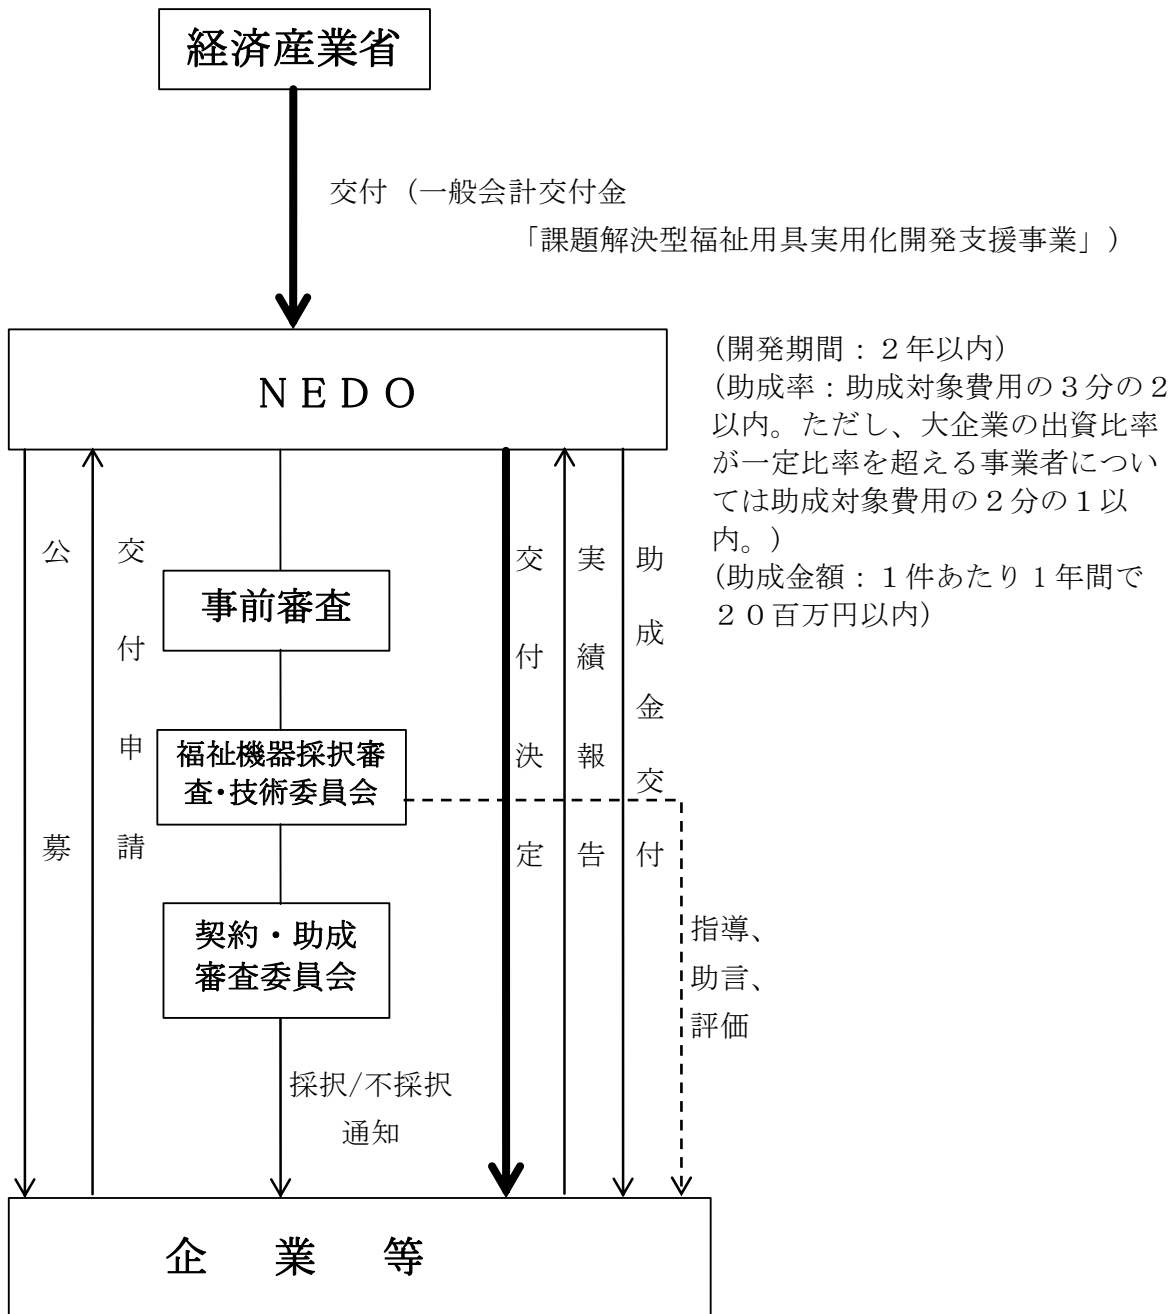 経済産業省
交付（一般会計交付金
「課題解決型福祉用具実用化開発支援事業」）
ＮＥＤＯ
(開発期間：２年以内)
(助成率：助成対象費用の３分の２
以内。ただし、大企業の出資比率
が一定比率を超える事業者につい
ては助成対象費用の２分の１以
内。)
(助成金額：１件あたり１年間で
２０百万円以内)
公募
交付申請
事前審査
福祉機器採択審
査・技術委員会
契約・助成
審査委員会
採択/不採択
通知
交付決定
実績報告
助成金交付
指導、
助言、
評価
企業等